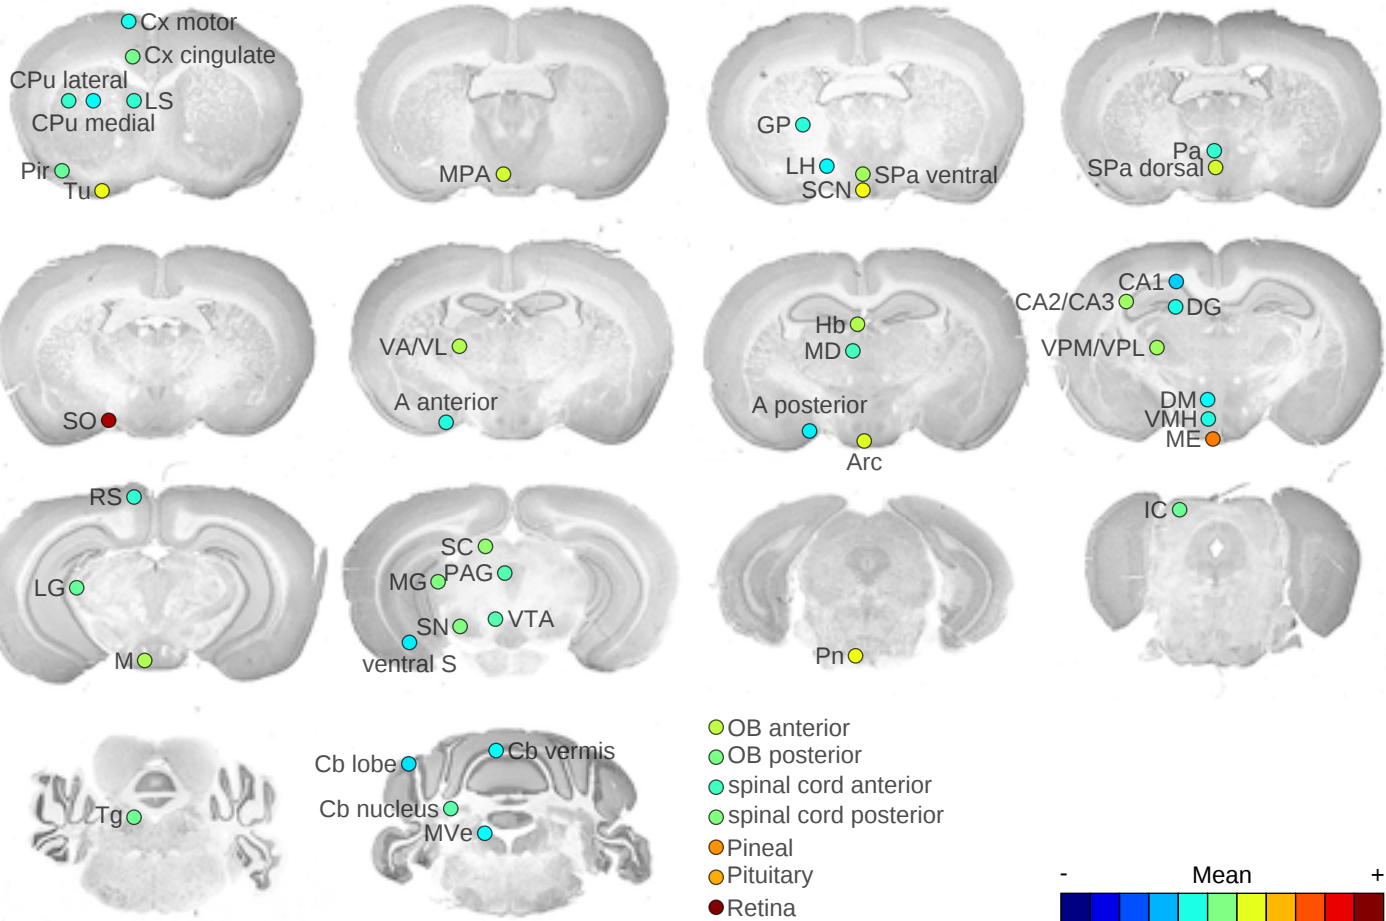 Cx motor
Cx cingulate
CPu lateral
LS
CPu medial
Pir
Tu
MPA
GP
LH
SPa ventral
SCN
Pa
SPa dorsal
SO
VA/VL
A anterior
Hb
MD
A posterior
Arc
CA1
CA2/CA3
DG
VPM/VPL
DM
VMH
ME
RS
LG
M
SC
MG
PAG
SN
VTA
ventral S
Pn
IC
Tg
Cb lobe
Cb vermis
Cb nucleus
MVe
OB anterior
OB posterior
spinal cord anterior
spinal cord posterior
Pineal
Pituitary
Retina
- Mean +